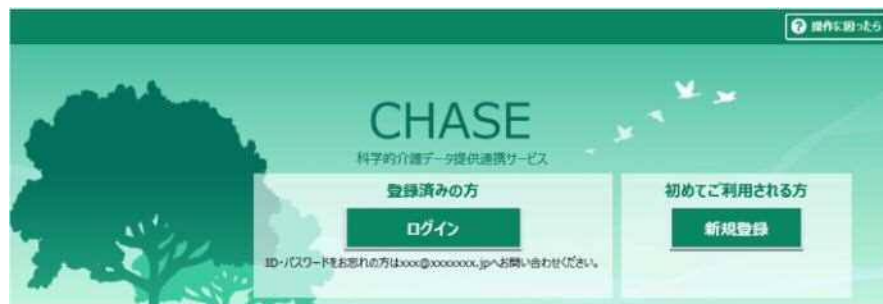 ? 操作に困ったら
CHASE
科学的介護データ提供連携サービス
登録済みの方
ログイン
ID・パスワードをお忘れの方はxxx@xxxxxxx.jpへお問い合わせください。
初めてご利用される方
新規登録